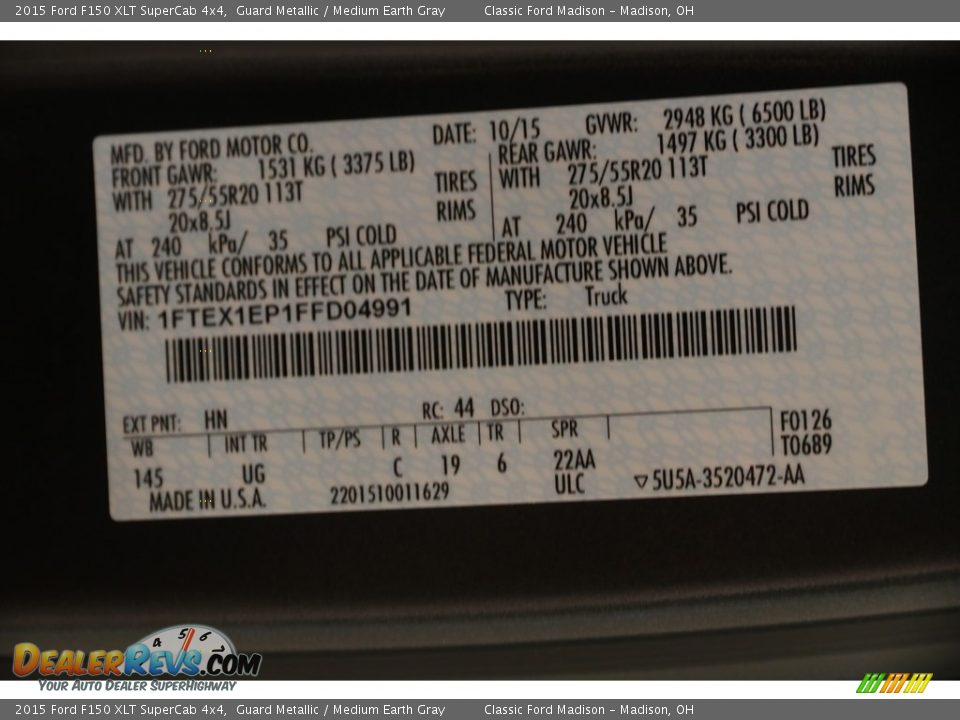 2015 Ford F150 XLT SuperCab 4x4, Guard Metallic / Medium Earth Gray Classic Ford Madison – Madison, OH
MFD. BY FORD MOTOR CO. DATE: 10/15 GVWR: 2948 KG ( 6500 LB)
FRONT GAWR: 1531 KG ( 3375 LB) REAR GAWR: 1497 KG ( 3300 LB)
WITH 275/55R20 113T TIRES WITH 275/55R20 113T TIRES
20x8.5J RIMS 20x8.5J RIMS
AT 240 kPa/ 35 PSI COLD AT 240 kPa/ 35 PSI COLD
THIS VEHICLE CONFORMS TO ALL APPLICABLE FEDERAL MOTOR VEHICLE
SAFETY STANDARDS IN EFFECT ON THE DATE OF MANUFACTURE SHOWN ABOVE.
VIN: 1FTEX1EP1FFD04991 TYPE: Truck
EXT PNT: HN RC: 44 DSO:
WB INT TR TP/PS R AXLE TR SPR F0126
T0689
145 UG C 19 6 22AA
MADE IN U.S.A. 2201510011629 ULC ▽5U5A-3520472-AA
4 5 6
DealerRevs.com
Your Auto Dealer SuperHighway
2015 Ford F150 XLT SuperCab 4x4, Guard Metallic / Medium Earth Gray Classic Ford Madison – Madison, OH